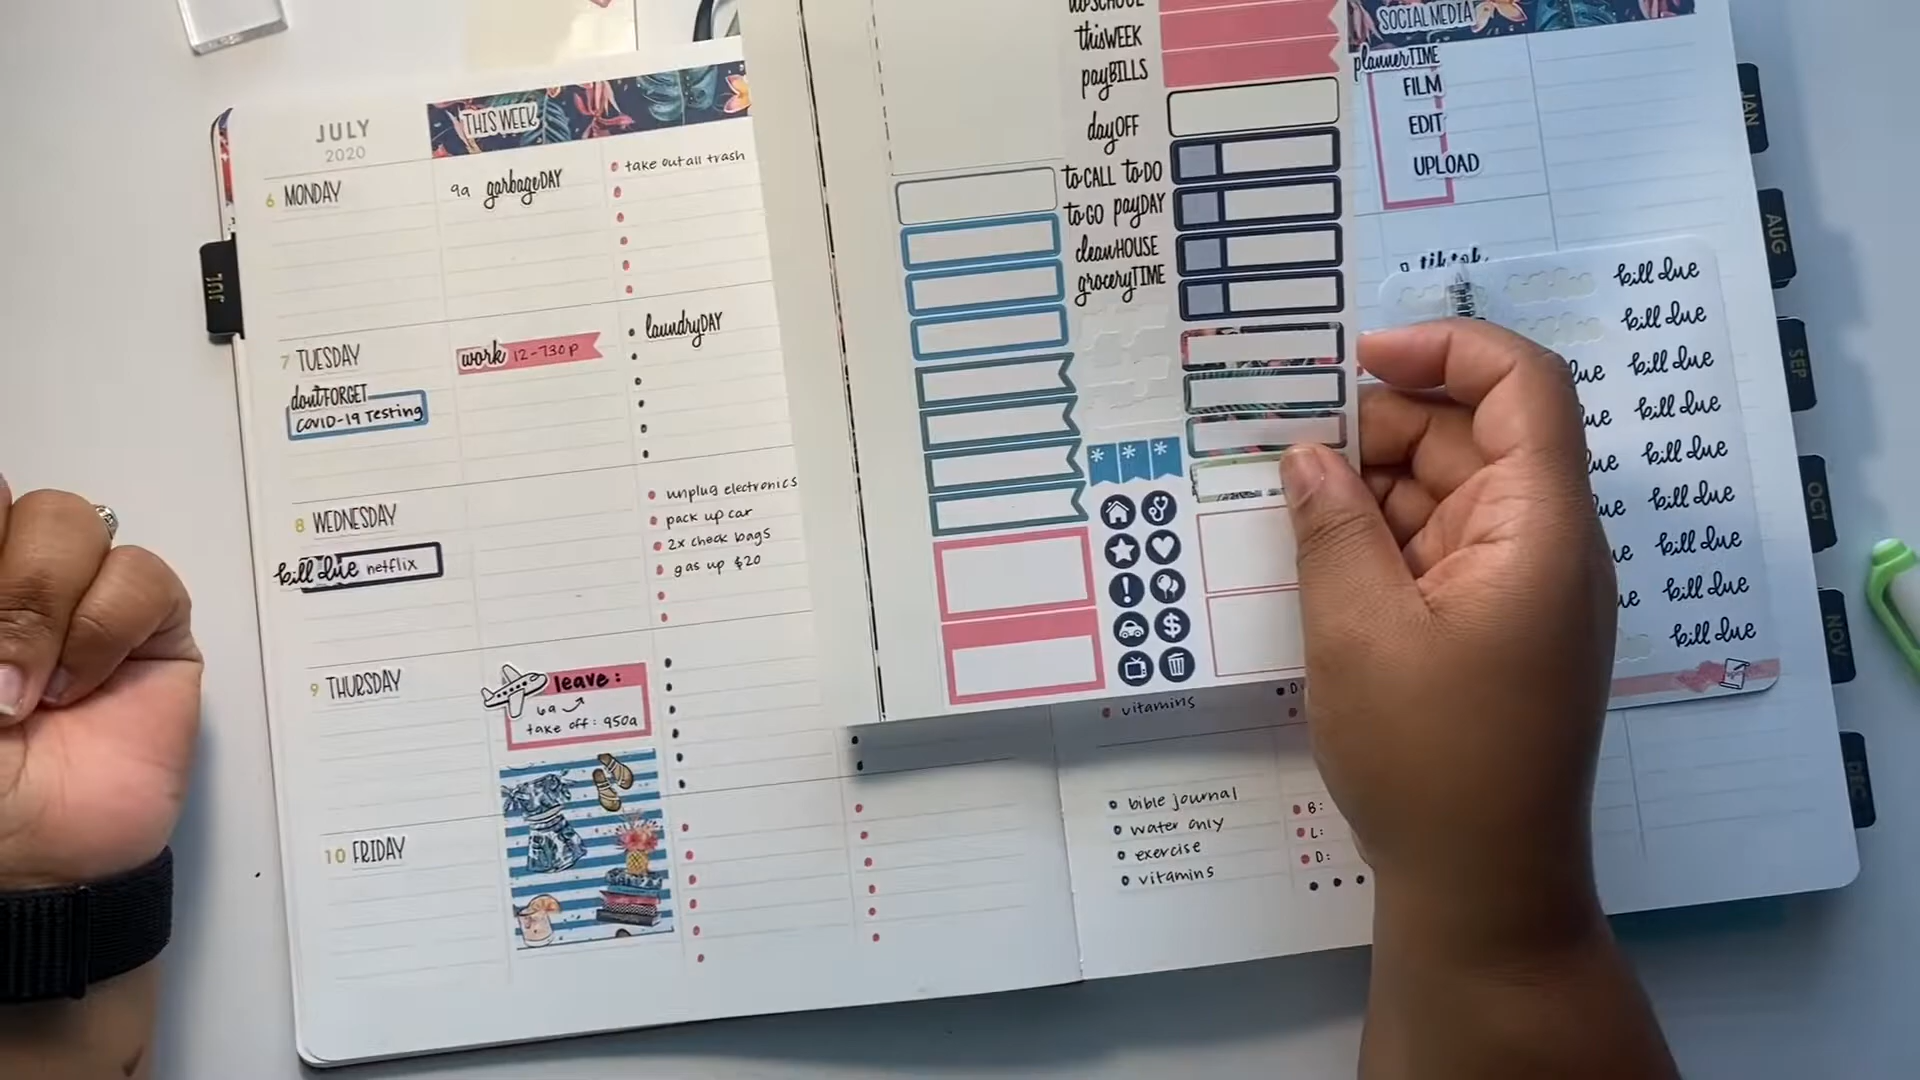 JULY
2020
THIS WEEK
6 MONDAY
9a garbageDAY
take out all trash
7 TUESDAY
don't FORGET
COVID-19 Testing
work 12-730p
laundryDAY
8 WEDNESDAY
bill due netflix
unplug electronics
pack up car
2x check bags
gas up $20
9 THURSDAY
leave:
6a
take off: 950a
10 FRIDAY
JUL
thisWEEK
payBILLS
dayOFF
toCALL toDO
toGO payDAY
cleanHOUSE
groceryTIME
SOCIAL MEDIA
plannerTIME
FILM
EDIT
UPLOAD
tiktok
bill due
bill due
bill due
bill due
bill due
bill due
bill due
bill due
bill due
vitamins
bible journal
water only
exercise
vitamins
B:
L:
D:
JAN
AUG
SEP
OCT
NOV
DEC